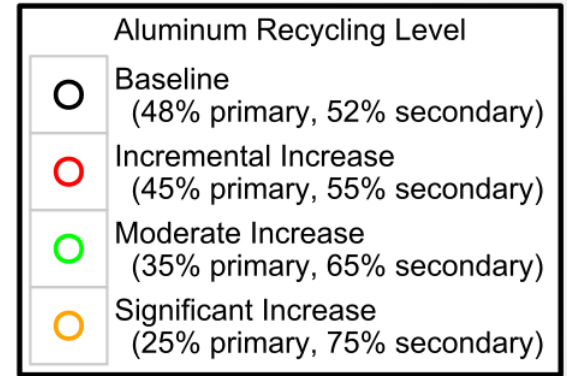 Aluminum Recycling Level
Baseline
(48% primary, 52% secondary)
Incremental Increase
(45% primary, 55% secondary)
Moderate Increase
(35% primary, 65% secondary)
Significant Increase
(25% primary, 75% secondary)